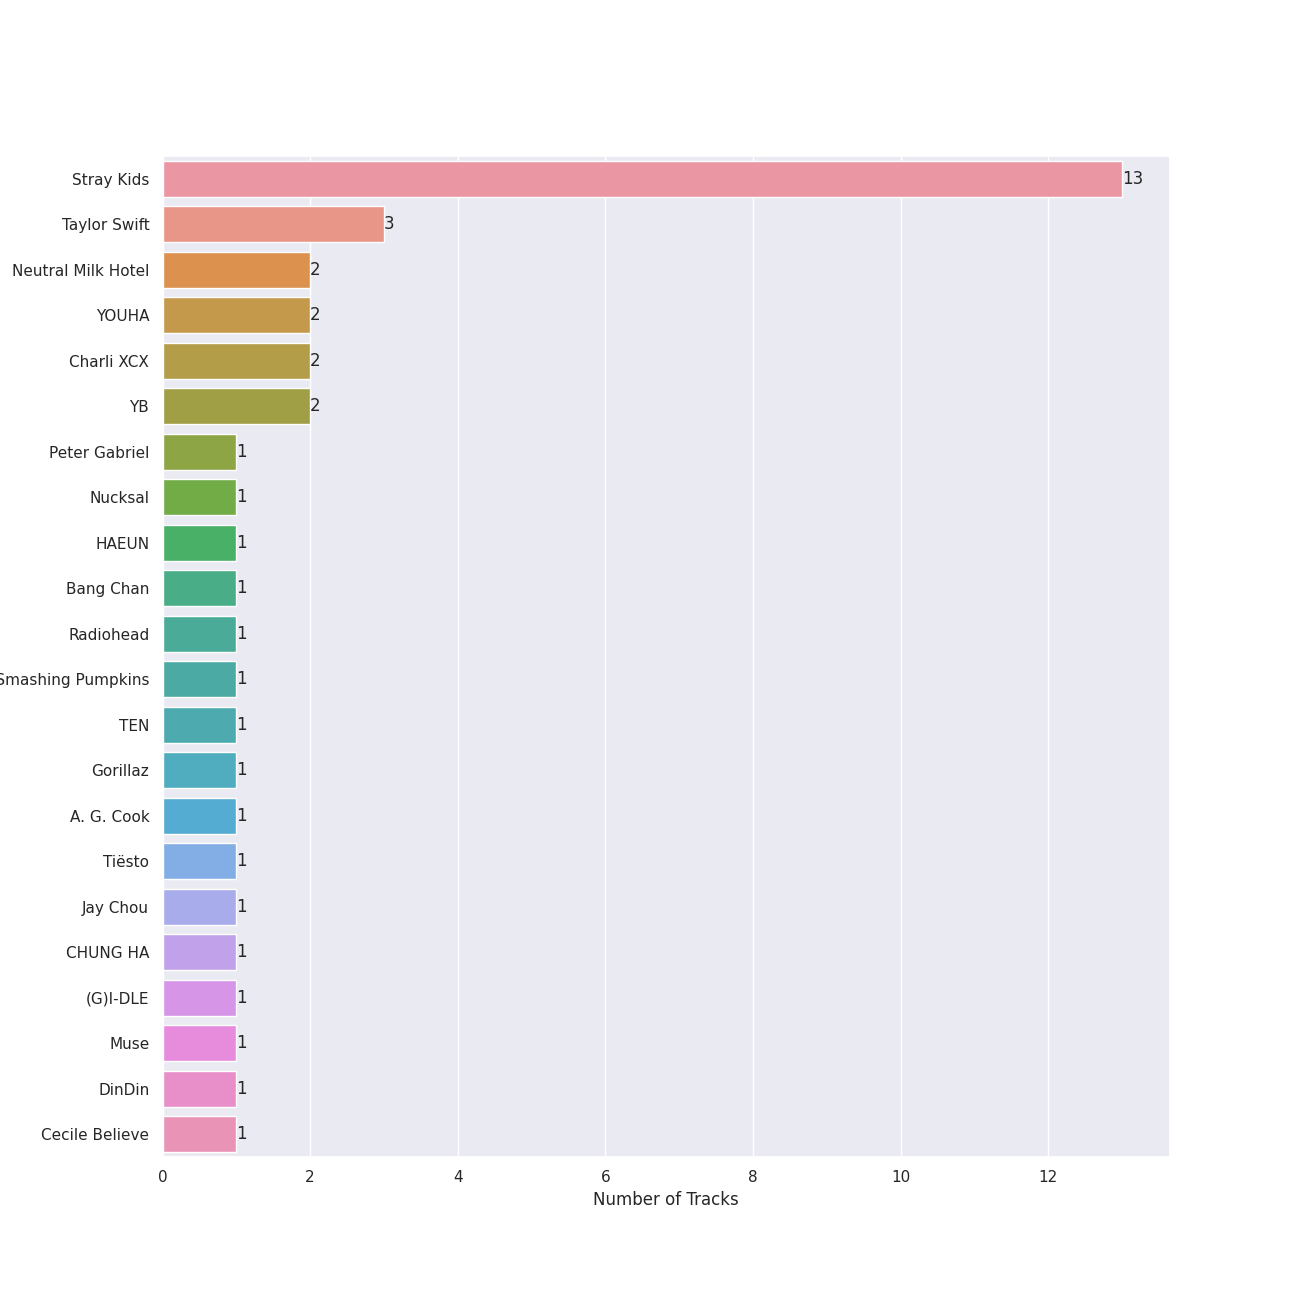 Stray Kids 13
Taylor Swift 3
Neutral Milk Hotel 2
YOUHA 2
Charli XCX 2
YB 2
Peter Gabriel 1
Nucksal 1
HAEUN 1
Bang Chan 1
Radiohead 1
Smashing Pumpkins 1
TEN 1
Gorillaz 1
A. G. Cook 1
Tiësto 1
Jay Chou 1
CHUNG HA 1
(G)I-DLE 1
Muse 1
DinDin 1
Cecile Believe 1
0 2 4 6 8 10 12
Number of Tracks